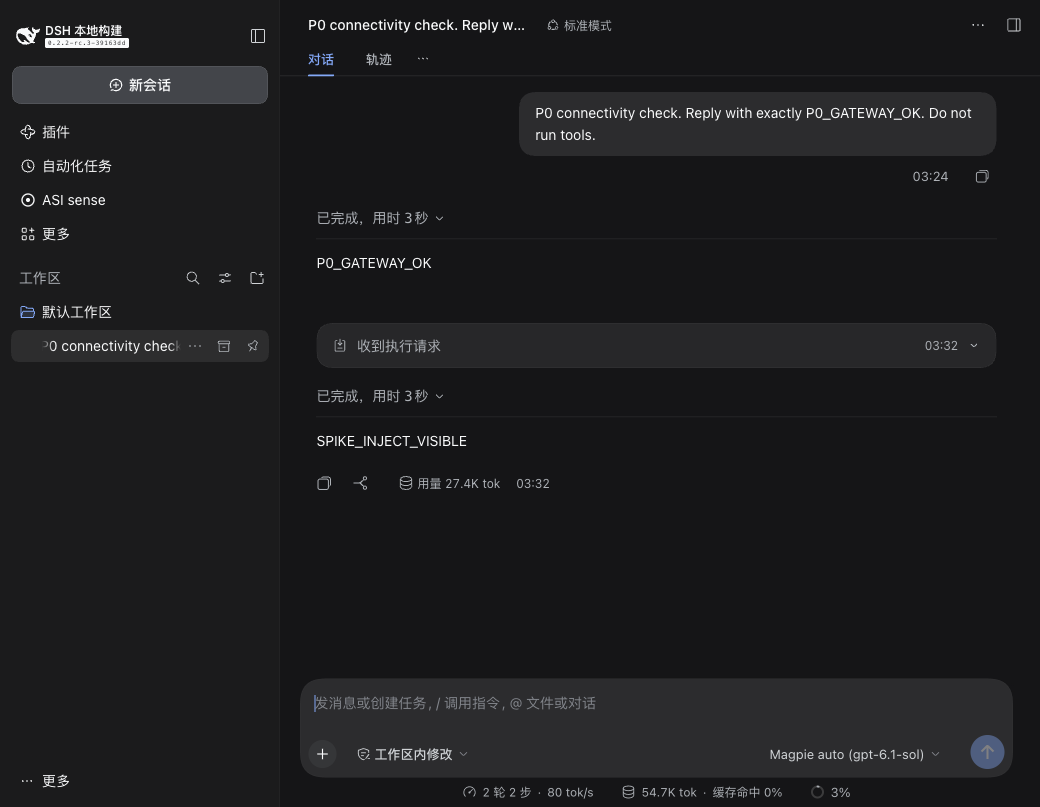 DSH 本地构建
0.2.2-rc.3-39163dd
新会话
插件
自动化任务
ASI sense
更多
工作区
默认工作区
P0 connectivity check
更多
P0 connectivity check. Reply w...
标准模式
对话
轨迹
P0 connectivity check. Reply with exactly P0_GATEWAY_OK. Do not
run tools.
03:24
已完成，用时 3 秒
P0_GATEWAY_OK
收到执行请求
03:32
已完成，用时 3 秒
SPIKE_INJECT_VISIBLE
用量 27.4K tok
03:32
发消息或创建任务, / 调用指令, @ 文件或对话
工作区内修改
Magpie auto (gpt-6.1-sol)
2 轮 2 步 · 80 tok/s
54.7K tok · 缓存命中 0%
3%